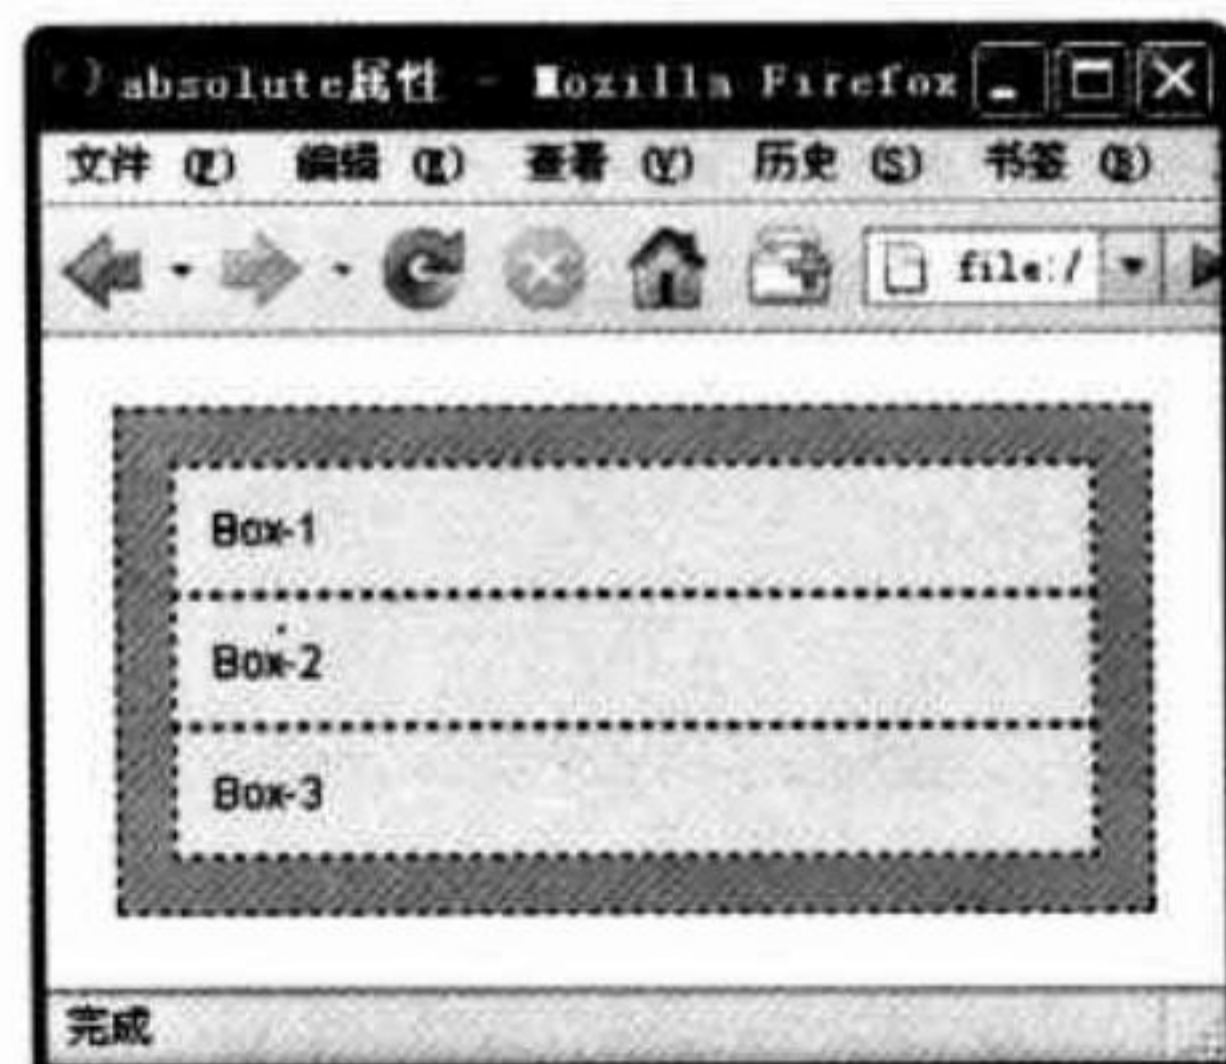 absolute属性 - Mozilla Firefox
文件 (F) 编辑 (E) 查看 (V) 历史 (S) 书签 (B)
file:/
Box-1
Box-2
Box-3
完成